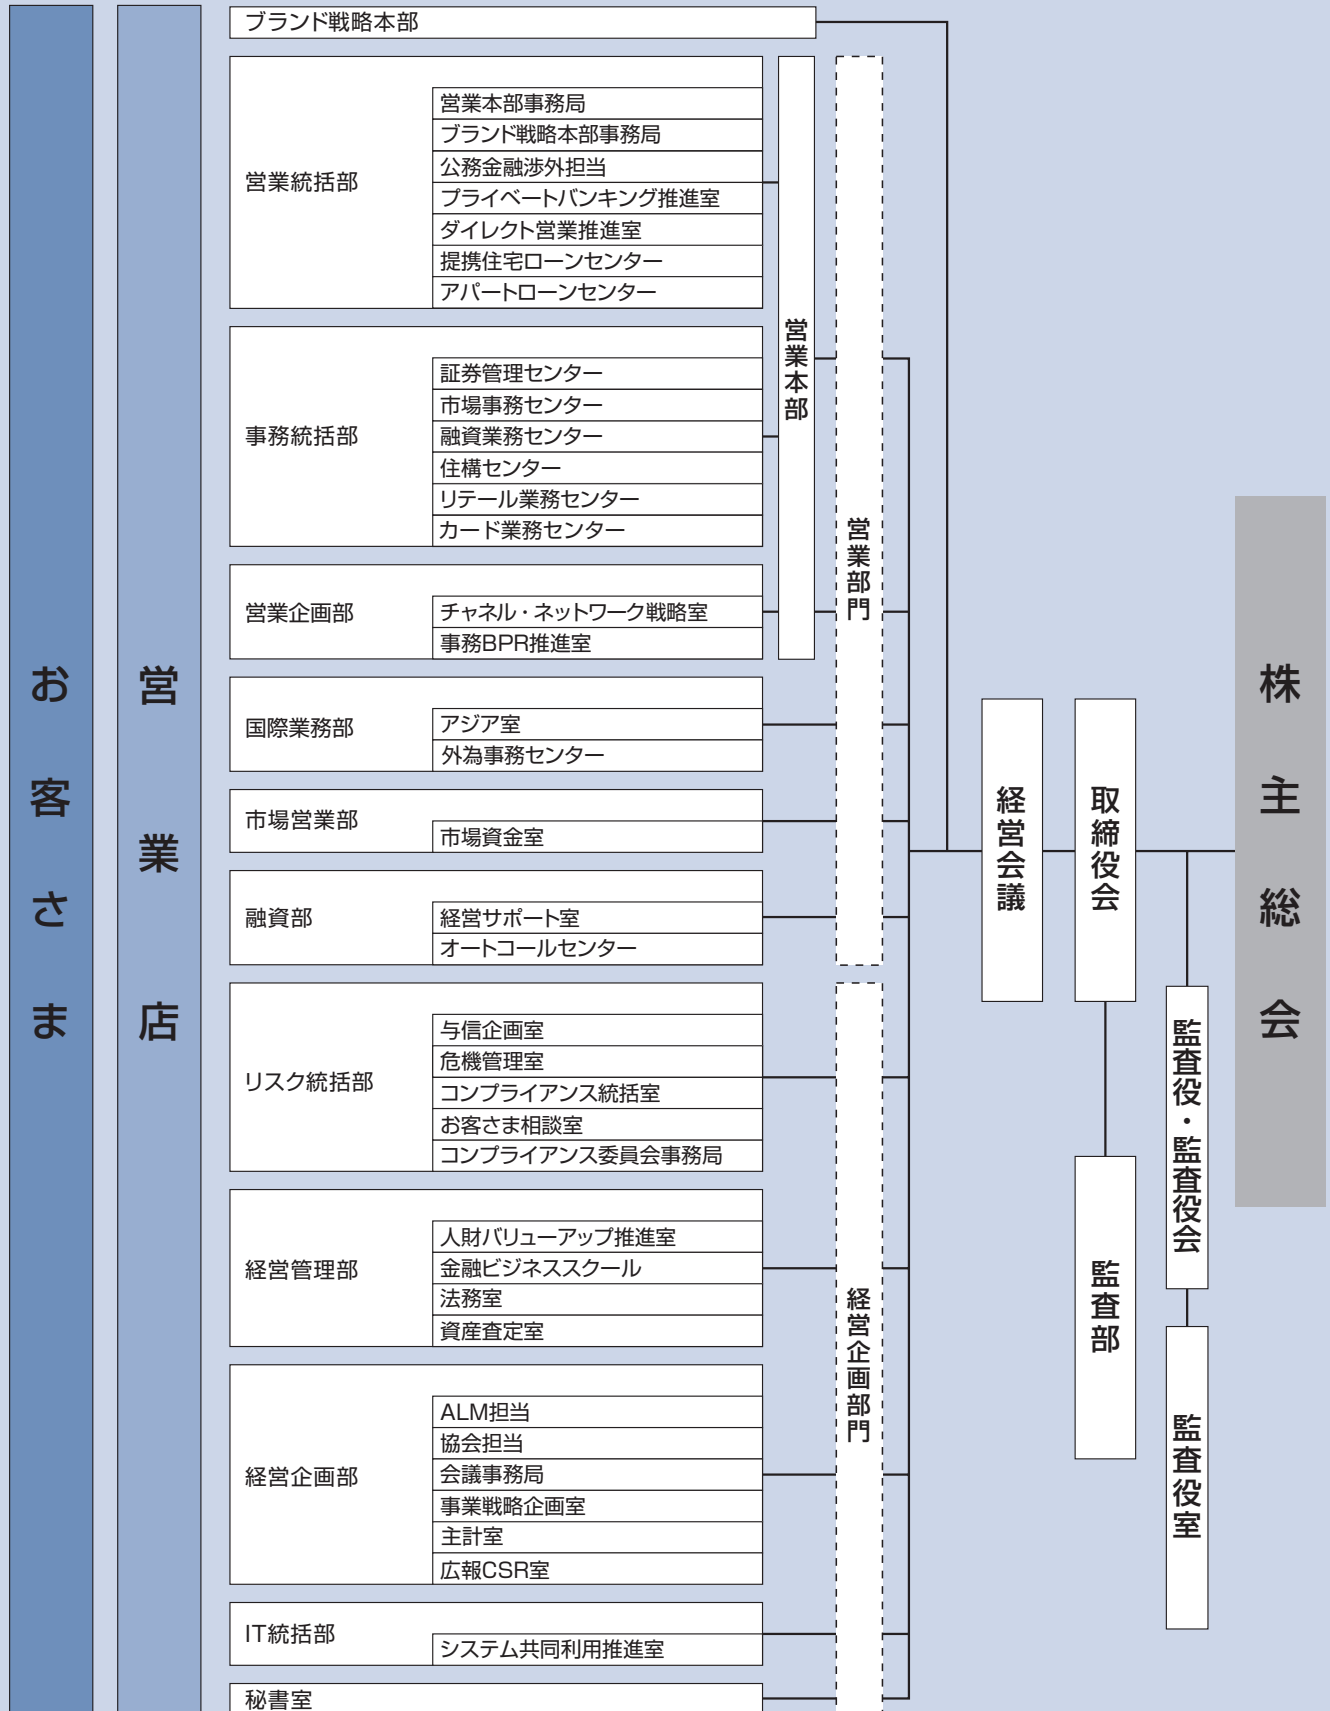 お客さま
営業店
ブランド戦略本部
営業統括部
営業本部事務局
ブランド戦略本部事務局
公務金融渉外担当
プライベートバンキング推進室
ダイレクト営業推進室
提携住宅ローンセンター
アパートローンセンター
事務統括部
証券管理センター
市場事務センター
融資業務センター
住構センター
リテール業務センター
カード業務センター
営業企画部
チャネル・ネットワーク戦略室
事務BPR推進室
国際業務部
アジア室
外為事務センター
市場営業部
市場資金室
融資部
経営サポート室
オートコールセンター
リスク統括部
与信企画室
危機管理室
コンプライアンス統括室
お客さま相談室
コンプライアンス委員会事務局
経営管理部
人財バリューアップ推進室
金融ビジネススクール
法務室
資産査定室
経営企画部
ALM担当
協会担当
会議事務局
事業戦略企画室
主計室
広報CSR室
IT統括部
システム共同利用推進室
秘書室
営業本部
営業部門
経営企画部門
経営会議
取締役会
監査部
監査役・監査役会
監査役室
株主総会